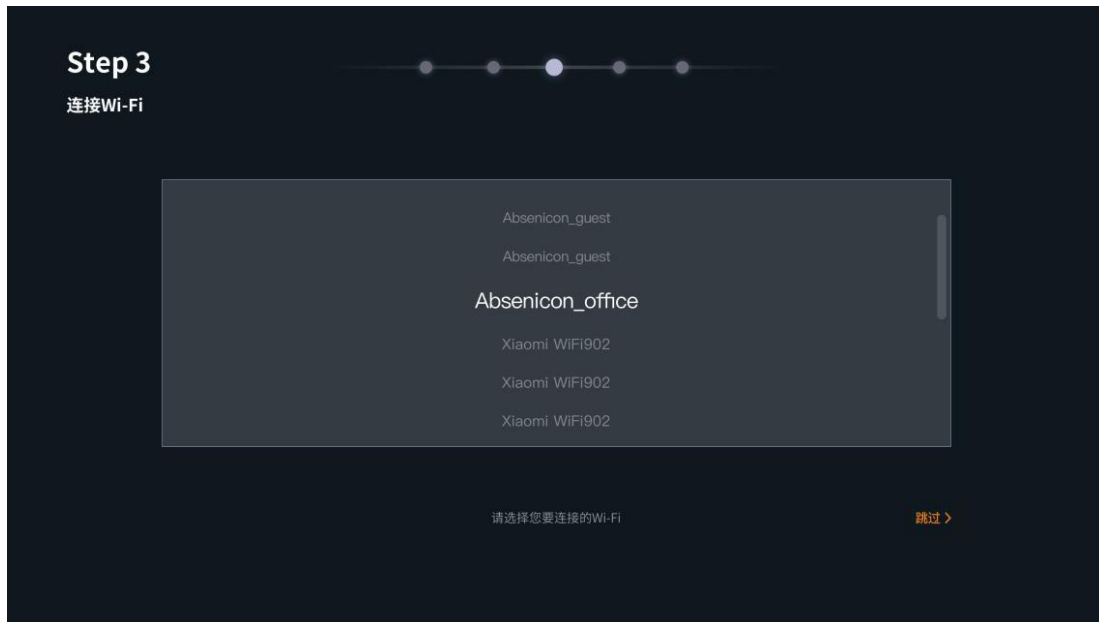 Step 3
连接Wi-Fi
Absenicon_guest
Absenicon_guest
Absenicon_office
Xiaomi WiFi902
Xiaomi WiFi902
Xiaomi WiFi902
请选择您要连接的Wi-Fi
跳过 >